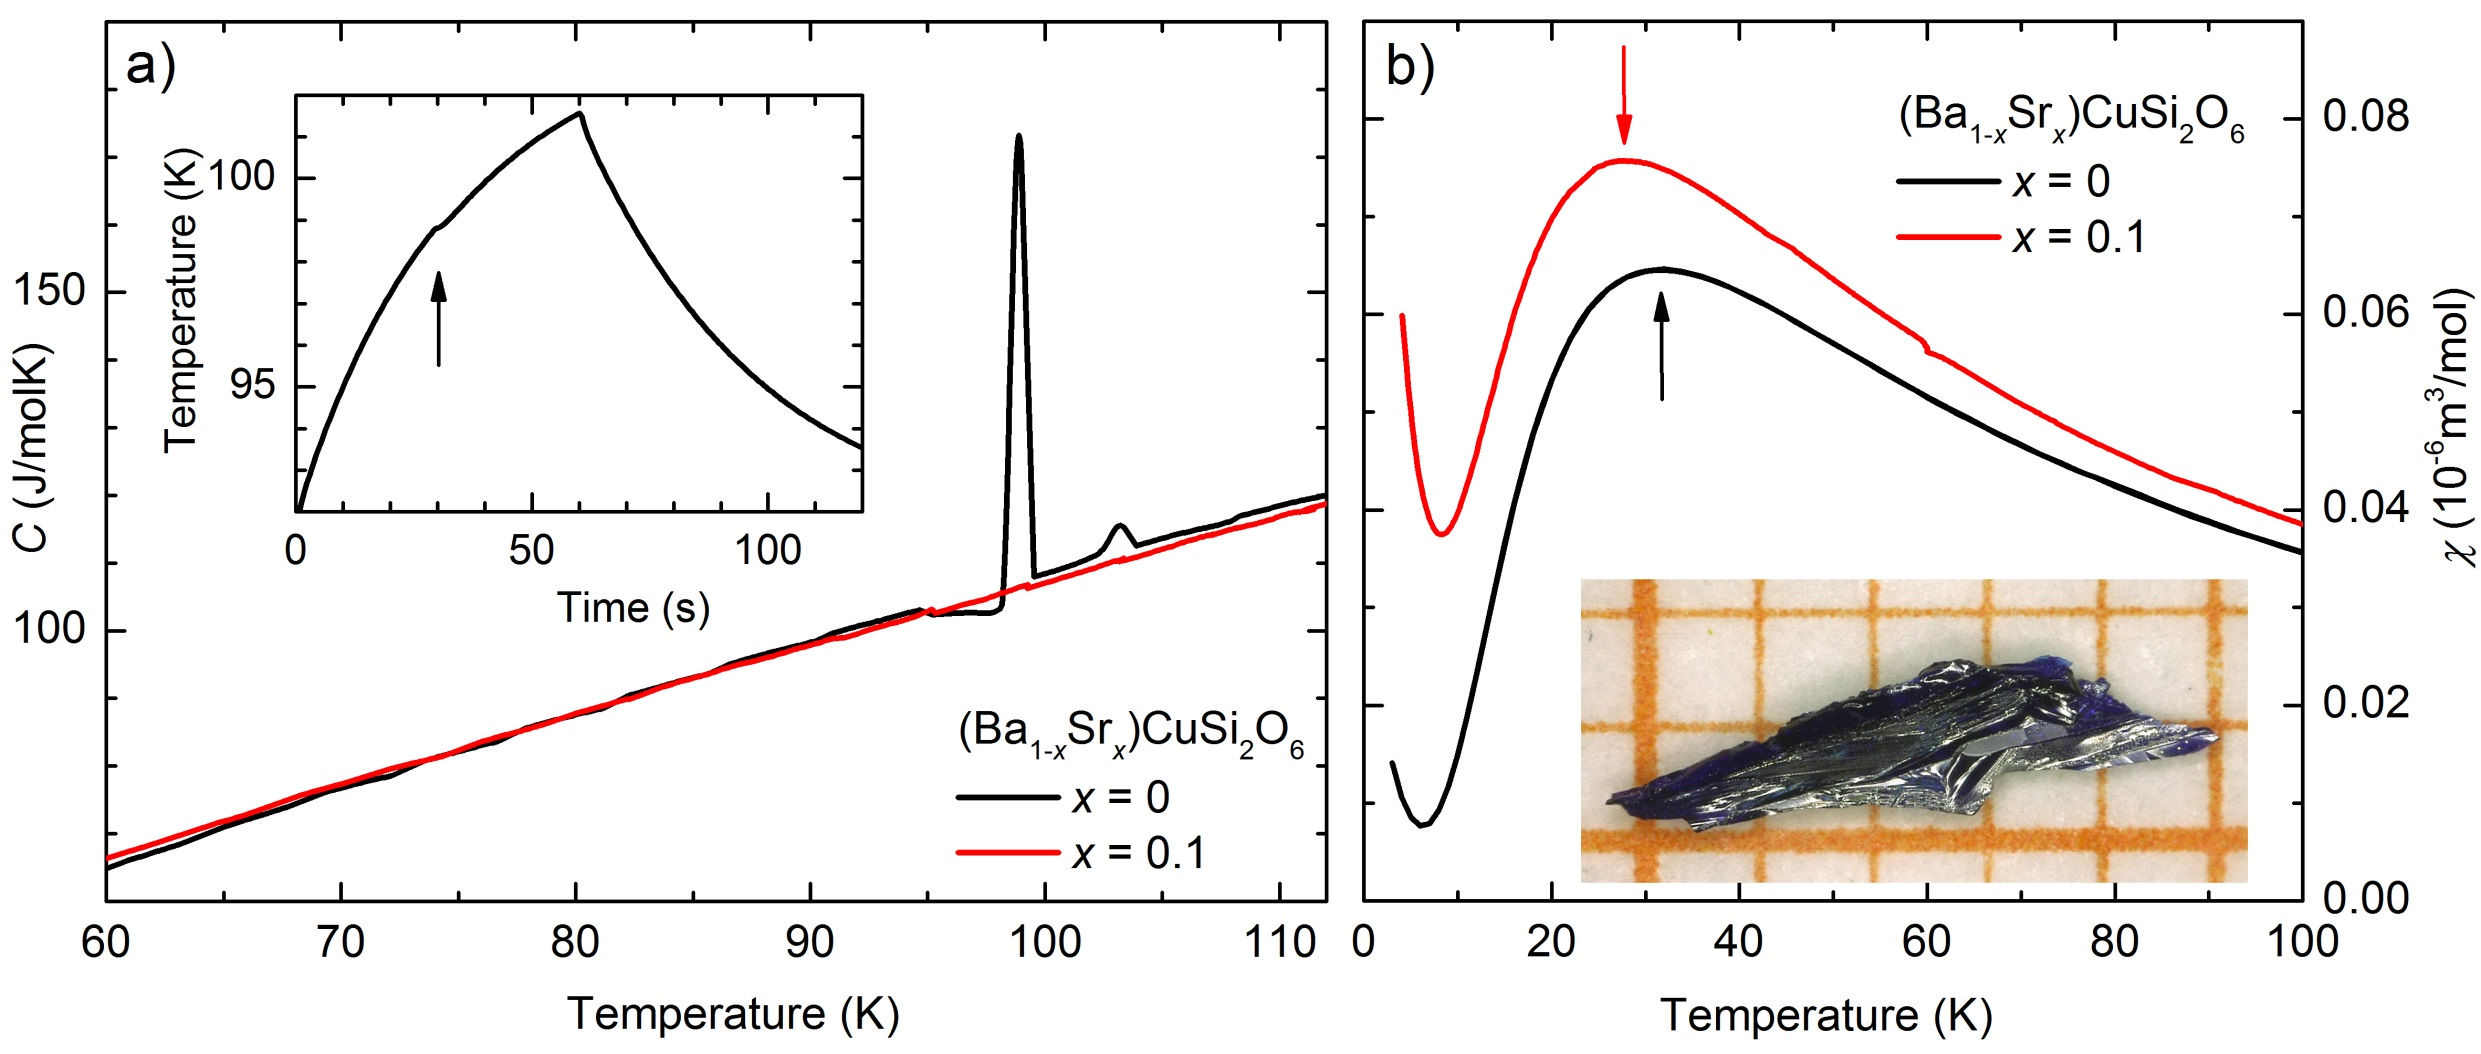 a)
C (J/molK)
150
100
60
70
80
90
100
110
Temperature (K)
Temperature (K)
100
95
0
50
100
Time (s)
(Ba1-xSrx)CuSi2O6
x = 0
x = 0.1
b)
(Ba1-xSrx)CuSi2O6
x = 0
x = 0.1
0.08
0.06
0.04
0.02
0.00
χ (10-6m3/mol)
0
20
40
60
80
100
Temperature (K)